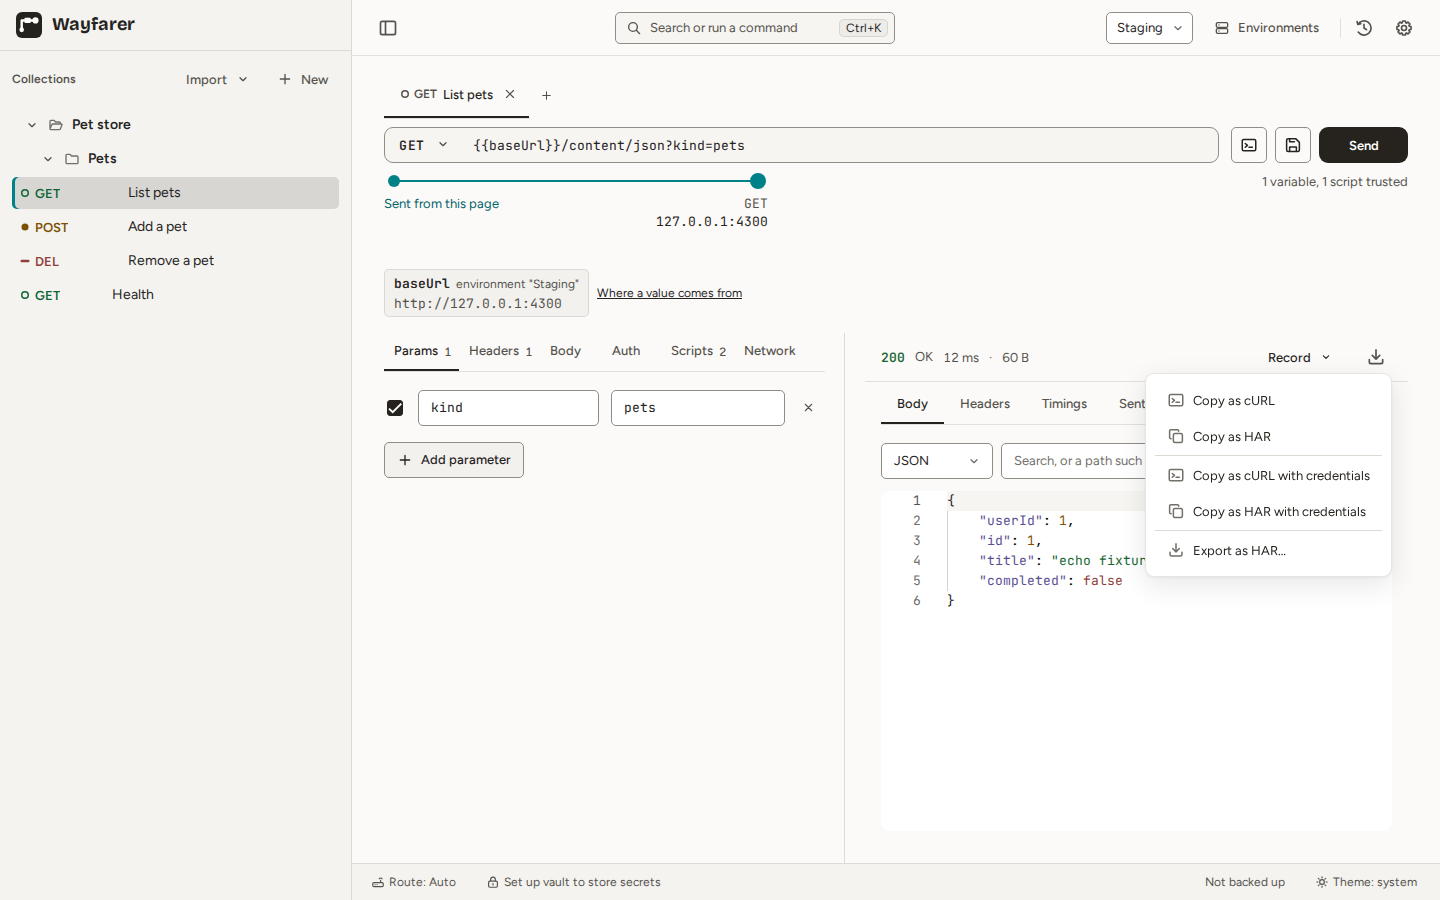 Wayfarer
Search or run a command
Ctrl+K
Staging
Environments
Collections
Import
New
Pet store
Pets
GET List pets
POST Add a pet
DEL Remove a pet
GET Health
GET List pets
GET
{{baseUrl}}/content/json?kind=pets
Send
1 variable, 1 script trusted
Sent from this page
GET
127.0.0.1:4300
baseUrl environment "Staging"
http://127.0.0.1:4300
Where a value comes from
Params 1
Headers 1
Body
Auth
Scripts 2
Network
kind
pets
Add parameter
200 OK 12 ms · 60 B
Record
Body
Headers
Timings
Sent
JSON
Search, or a path such
1 {
2 "userId": 1,
3 "id": 1,
4 "title": "echo fixtur
5 "completed": false
6 }
Copy as cURL
Copy as HAR
Copy as cURL with credentials
Copy as HAR with credentials
Export as HAR…
Route: Auto
Set up vault to store secrets
Not backed up
Theme: system